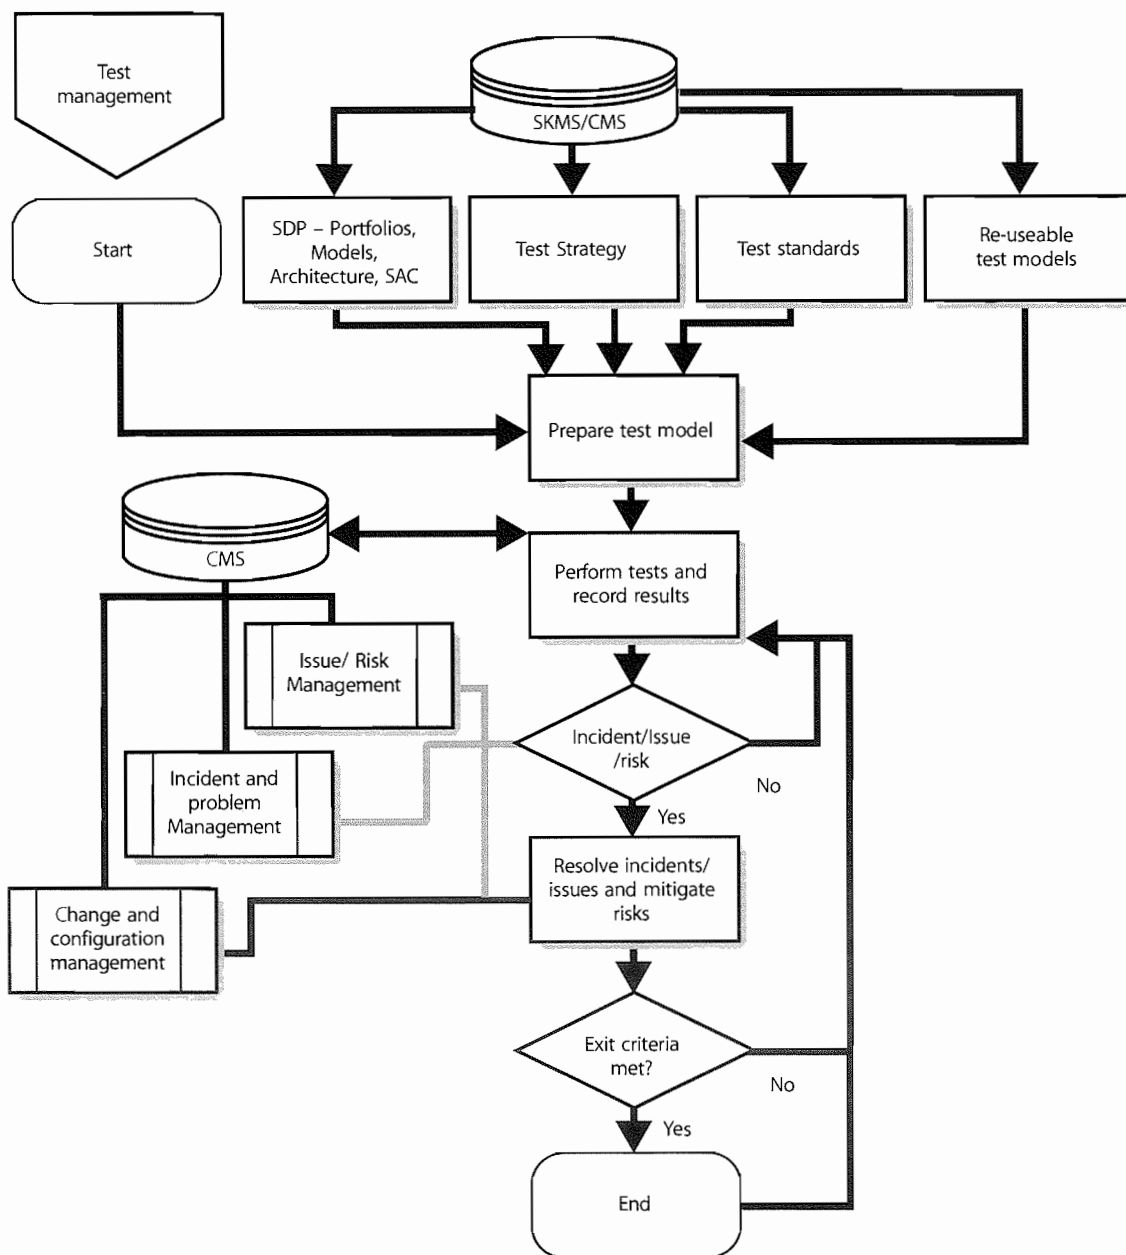 Test
management
SKMS/CMS
Start
SDP – Portfolios,
Models,
Architecture, SAC
Test Strategy
Test standards
Re-useable
test models
Prepare test model
CMS
Perform tests and
record results
Issue/ Risk
Management
Incident/Issue
/risk
No
Incident and
problem
Management
Yes
Resolve incidents/
issues and mitigate
risks
Change and
configuration
management
Exit criteria
met?
No
Yes
End